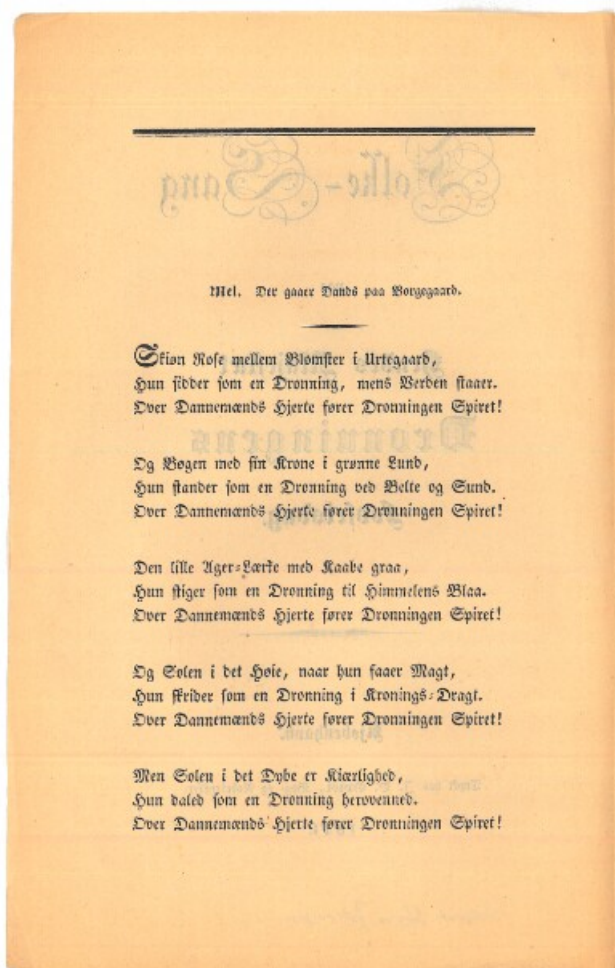 Mel. Der gaaer Dands paa Borgegaard.
Skiøn Rose mellem Blomster i Urtegaard,
Hun sidder som en Dronning, mens Verden staaer.
Over Dannemænds Hjerte fører Dronningen Spiret!
Og Bøgen med sin Krone i grønne Lund,
Hun stander som en Dronning ved Belte og Sund.
Over Dannemænds Hjerte fører Dronningen Spiret!
Den lille Ager-Lærke med Kaabe graa,
Hun stiger som en Dronning til Himmelens Blaa.
Over Dannemænds Hjerte fører Dronningen Spiret!
Og Solen i det Høie, naar hun faaer Magt,
Hun skrider som en Dronning i Kronings-Dragt.
Over Dannemænds Hjerte fører Dronningen Spiret!
Men Solen i det Dybe er Kiærlighed,
Hun daled som en Dronning herovenned.
Over Dannemænds Hjerte fører Dronningen Spiret!